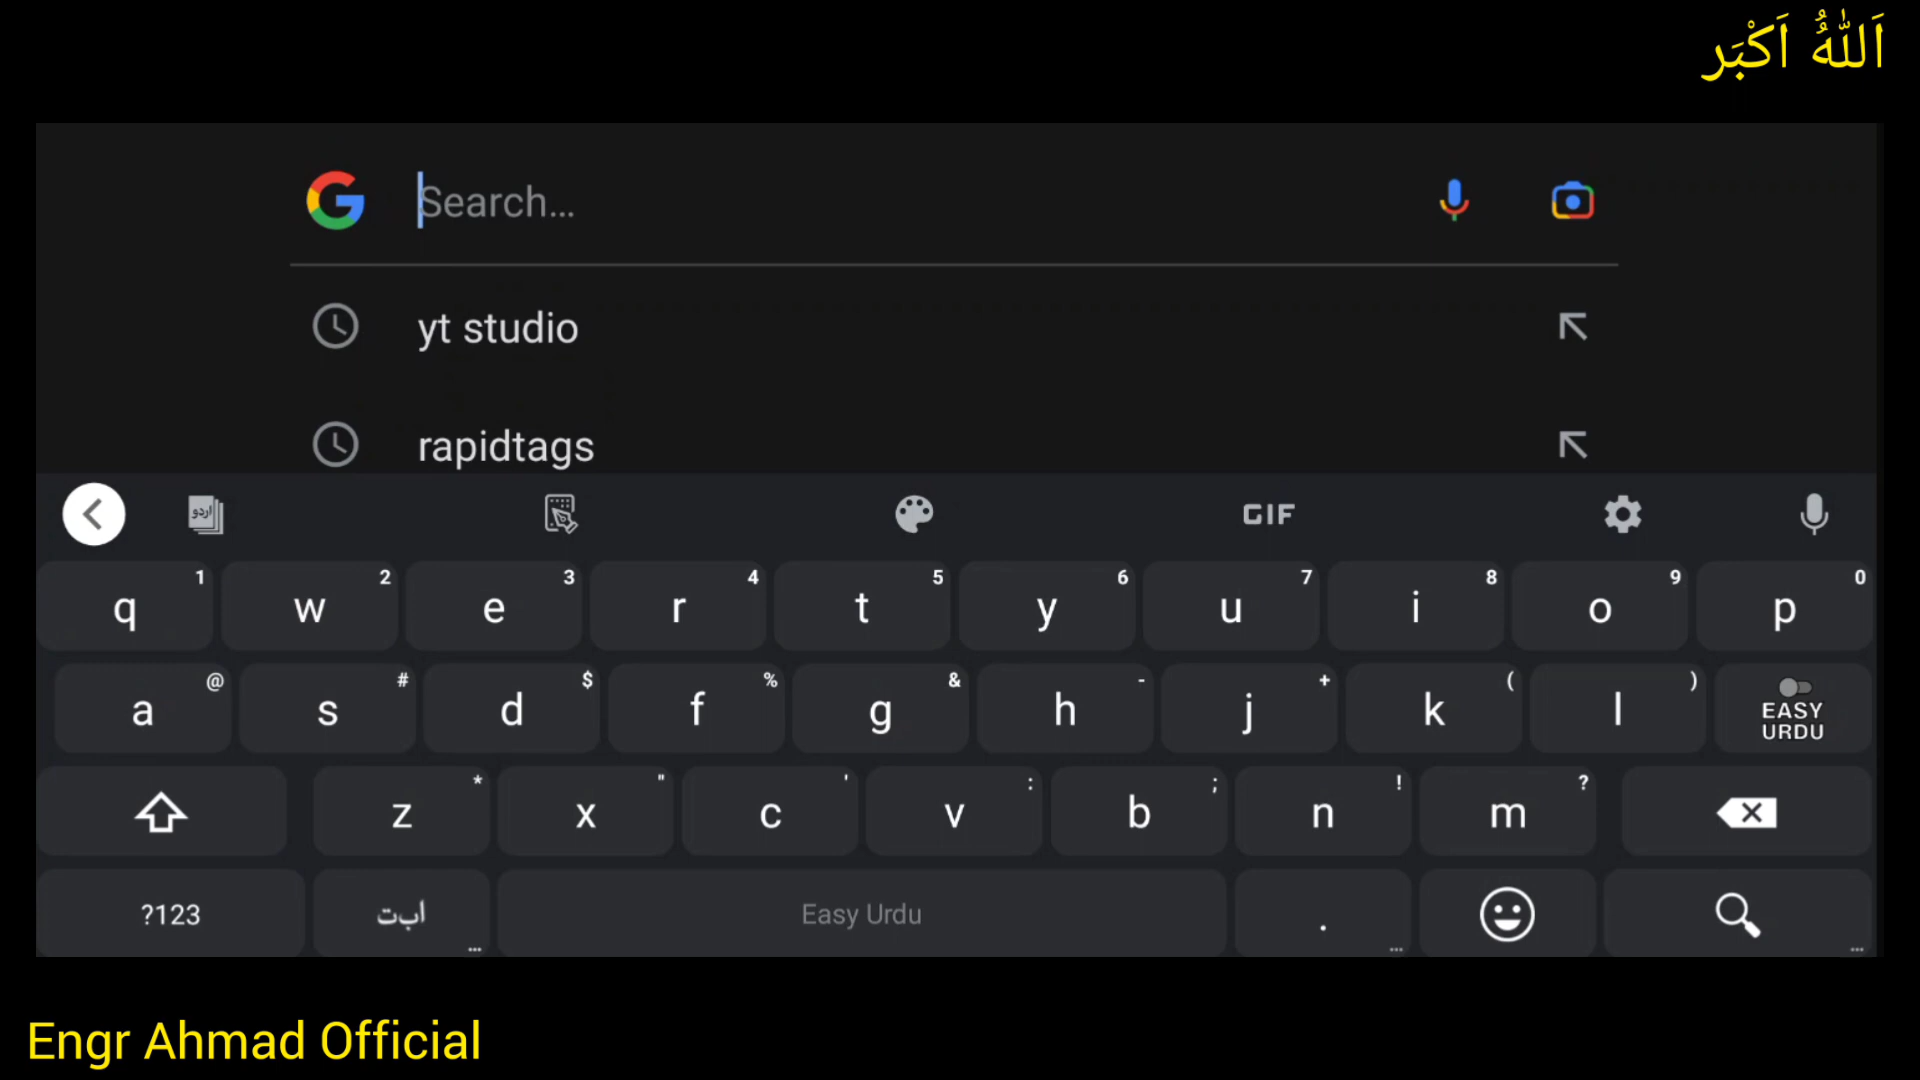 اَللّٰهُ اَكْبَر
Search...
yt studio
rapidtags
اردو GIF
1 2 3 4 5 6 7 8 9 0
q w e r t y u i o p
@ # $ % & - + ( )
a s d f g h j k l EASY URDU
* " ' : ; ! ?
z x c v b n m
?123 اب‌ت ... Easy Urdu . ... ...
Engr Ahmad Official